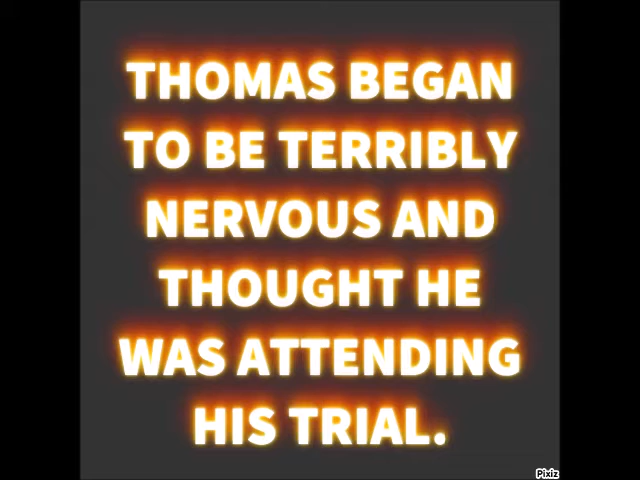 THOMAS BEGAN
TO BE TERRIBLY
NERVOUS AND
THOUGHT HE
WAS ATTENDING
HIS TRIAL.
Pixiz